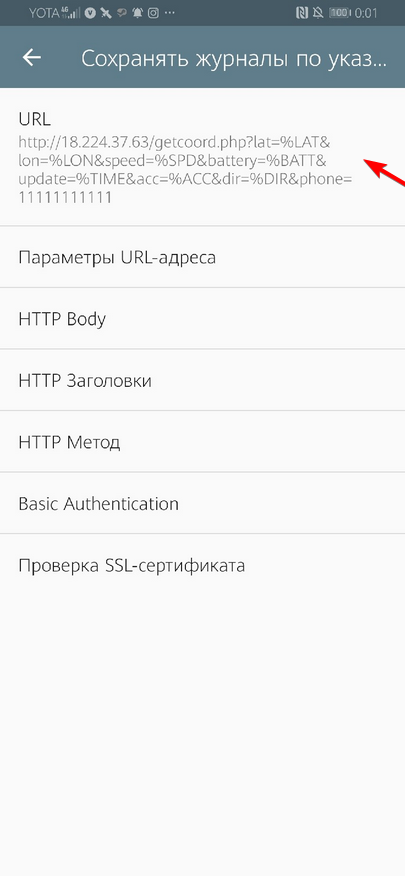 YOTA 4G 100 0:01
Сохранять журналы по указ...
URL
http://18.224.37.63/getcoord.php?lat=%LAT&
lon=%LON&speed=%SPD&battery=%BATT&
update=%TIME&acc=%ACC&dir=%DIR&phone=
11111111111
Параметры URL-адреса
HTTP Body
HTTP Заголовки
HTTP Метод
Basic Authentication
Проверка SSL-сертификата